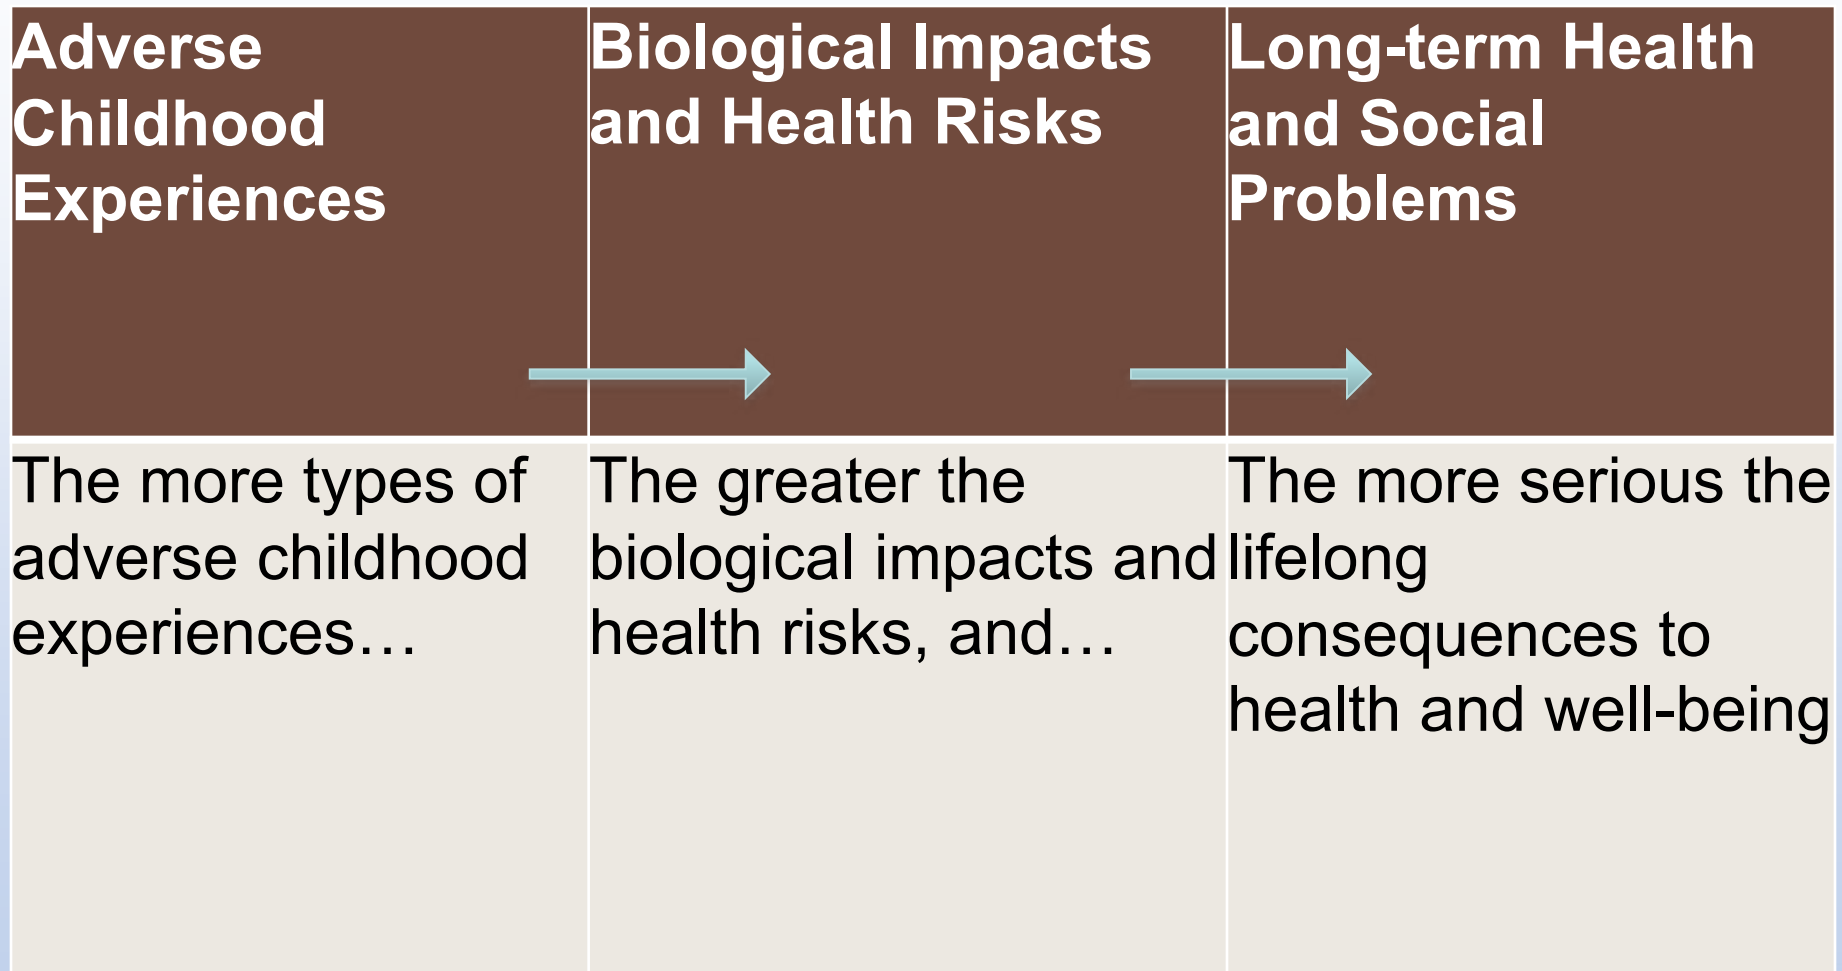 Adverse
Childhood
Experiences
Biological Impacts
and Health Risks
Long-term Health
and Social
Problems
The more types of
adverse childhood
experiences…
The greater the
biological impacts and
health risks, and…
The more serious the
lifelong
consequences to
health and well-being